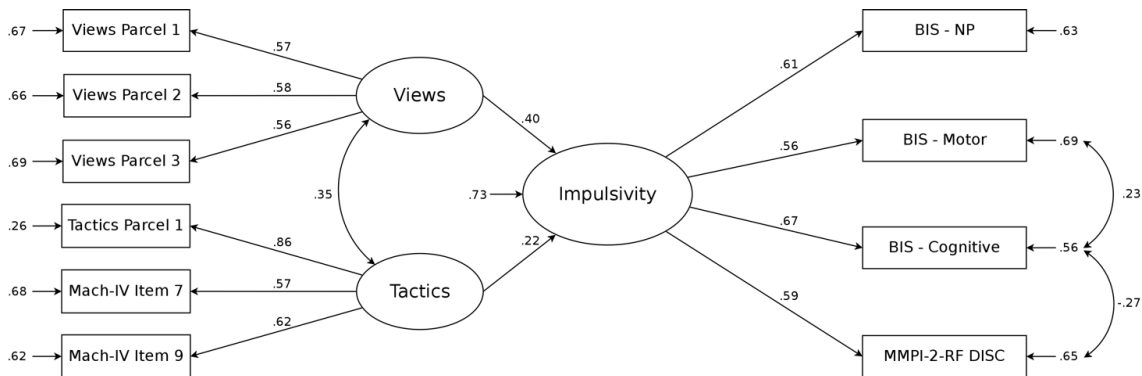 .67
Views Parcel 1
.57
.66
Views Parcel 2
.58
.69
Views Parcel 3
.56
Views
.35
.26
Tactics Parcel 1
.86
.68
Mach-IV Item 7
.57
.62
Mach-IV Item 9
.62
Tactics
.40
.22
.73
Impulsivity
.61
BIS - NP
.63
.56
BIS - Motor
.69
.23
.67
BIS - Cognitive
.56
-.27
.59
MMPI-2-RF DISC
.65